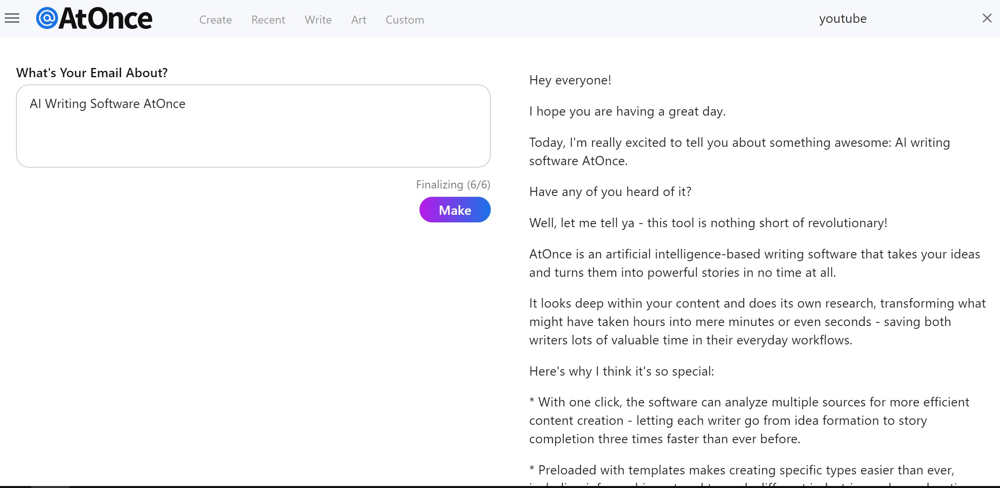 @AtOnce
Create Recent Write Art Custom
youtube
What's Your Email About?
AI Writing Software AtOnce
Finalizing (6/6)
Make
Hey everyone!
I hope you are having a great day.
Today, I'm really excited to tell you about something awesome: AI writing
software AtOnce.
Have any of you heard of it?
Well, let me tell ya - this tool is nothing short of revolutionary!
AtOnce is an artificial intelligence-based writing software that takes your ideas
and turns them into powerful stories in no time at all.
It looks deep within your content and does its own research, transforming what
might have taken hours into mere minutes or even seconds - saving both
writers lots of valuable time in their everyday workflows.
Here's why I think it's so special:
* With one click, the software can analyze multiple sources for more efficient
content creation - letting each writer go from idea formation to story
completion three times faster than ever before.
* Preloaded with templates makes creating specific types easier than ever,